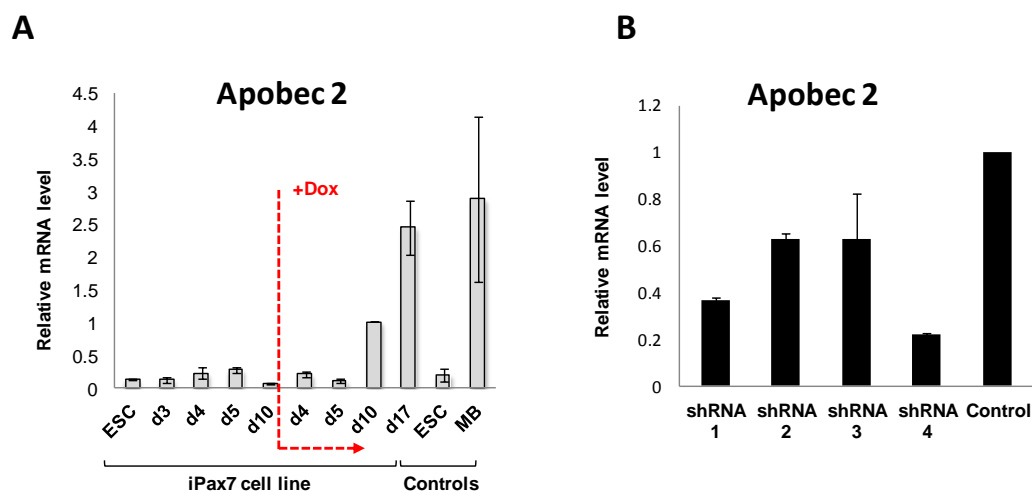 A
Apobec 2
Relative mRNA level
4.5
4
3.5
3
2.5
2
1.5
1
0.5
0
+Dox
ESC
d3
d4
d5
d10
d4
d5
d10
d17
ESC
MB
iPax7 cell line
Controls
B
Apobec 2
Relative mRNA level
1.2
1
0.8
0.6
0.4
0.2
0
shRNA shRNA shRNA shRNA Control
1 2 3 4